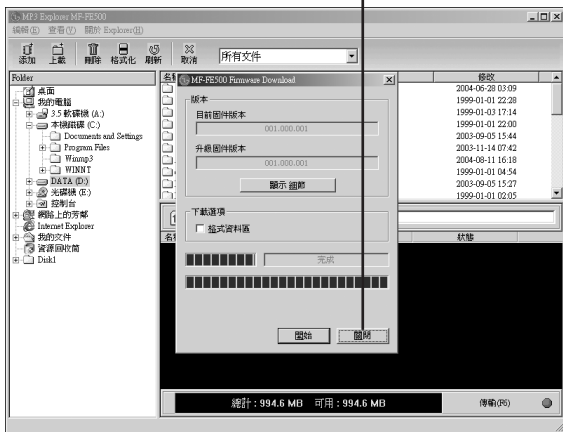 MP3 Explorer MF-FE500
編輯(E) 查看(V) 關於 Explorer(H)
添加 上載 刪除 格式化 刷新 取消 所有文件
Folder
桌面
我的電腦
3.5 軟碟機 (A:)
本機磁碟 (C:)
Documents and Settings
Program Files
Winmp3
WINNT
DATA (D:)
光碟機 (E:)
控制台
網路上的芳鄰
Internet Explorer
我的文件
資源回收筒
Disk1
修改
2004-06-28 03:09
1999-01-01 22:28
1999-01-03 17:14
1999-01-01 22:00
2003-09-05 15:44
2003-11-14 07:42
2004-08-11 16:18
1999-01-01 04:54
2003-09-05 15:27
1999-01-01 02:05
狀態
MF-FE500 Firmware Download
版本
目前固件版本
001.000.001
升級固件版本
001.000.001
顯示 細節
下載選項
格式資料區
完成
開始 關閉
總計：994.6 MB 可用：994.6 MB
傳輸(F6)